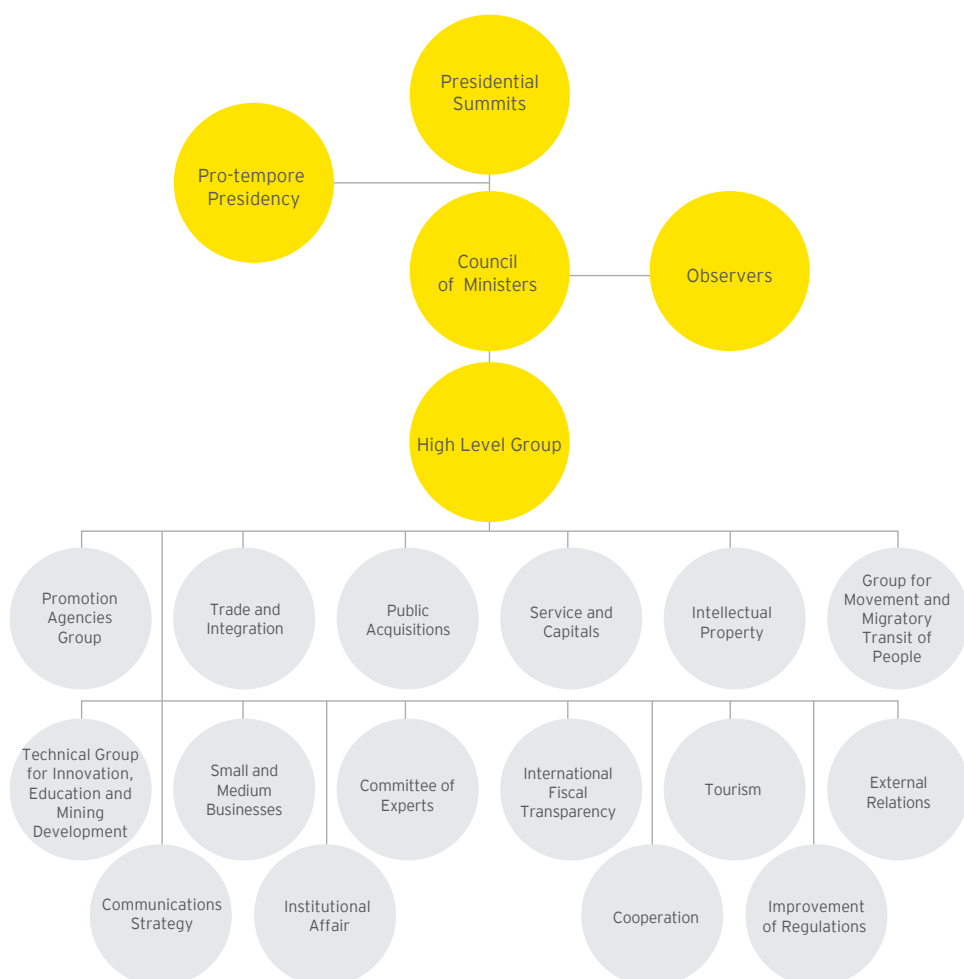 Presidential
Summits
Pro-tempore
Presidency
Council
of Ministers
Observers
High Level Group
Promotion
Agencies
Group
Trade and
Integration
Public
Acquisitions
Service and
Capitals
Intellectual
Property
Group for
Movement and
Migratory
Transit of
People
Technical Group
for Innovation,
Education and
Mining
Development
Small and
Medium
Businesses
Committee of
Experts
International
Fiscal
Transparency
Tourism
External
Relations
Communications
Strategy
Institutional
Affair
Cooperation
Improvement
of Regulations